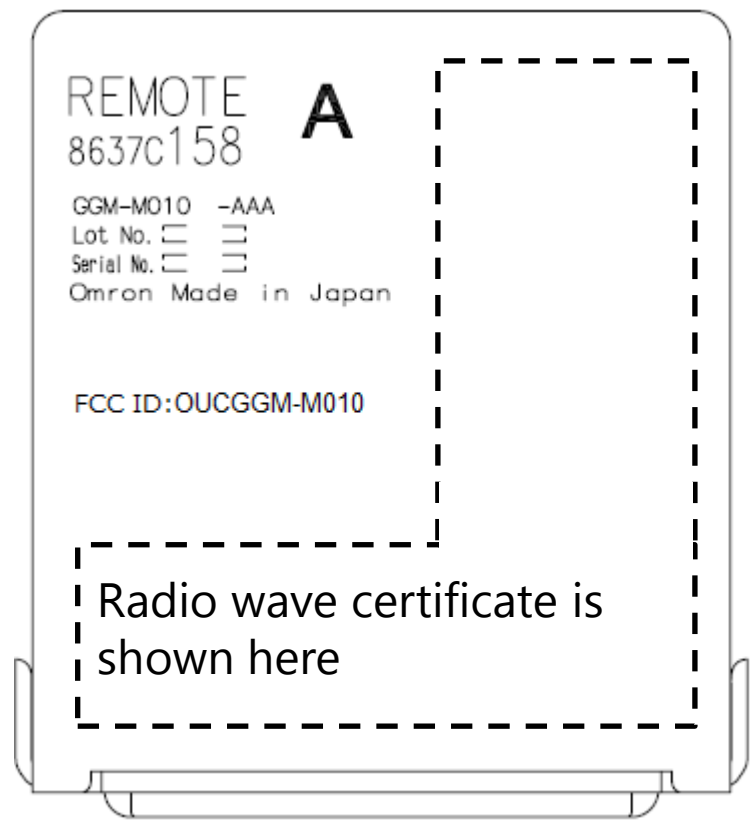 REMOTE
8637C158
A
GGM-M010 -AAA
Lot No. [ ]
Serial No. [ ]
Omron Made in Japan
FCC ID:OUCGGM-M010
Radio wave certificate is
shown here